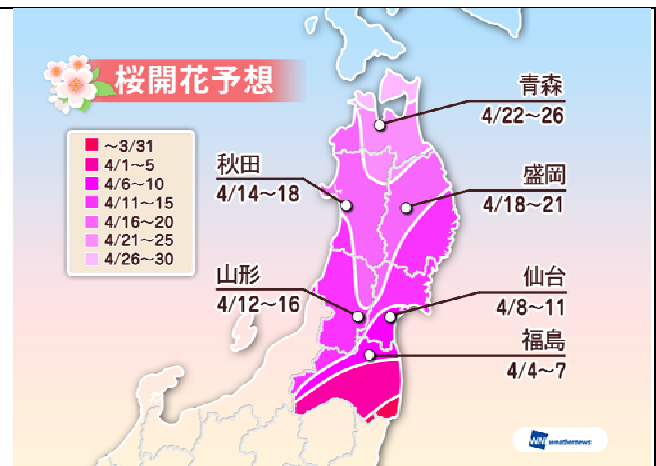 桜開花予想
～3/31
4/1～5
4/6～10
4/11～15
4/16～20
4/21～25
4/26～30
青森
4/22～26
秋田
4/14～18
盛岡
4/18～21
山形
4/12～16
仙台
4/8～11
福島
4/4～7
WNI weathernews